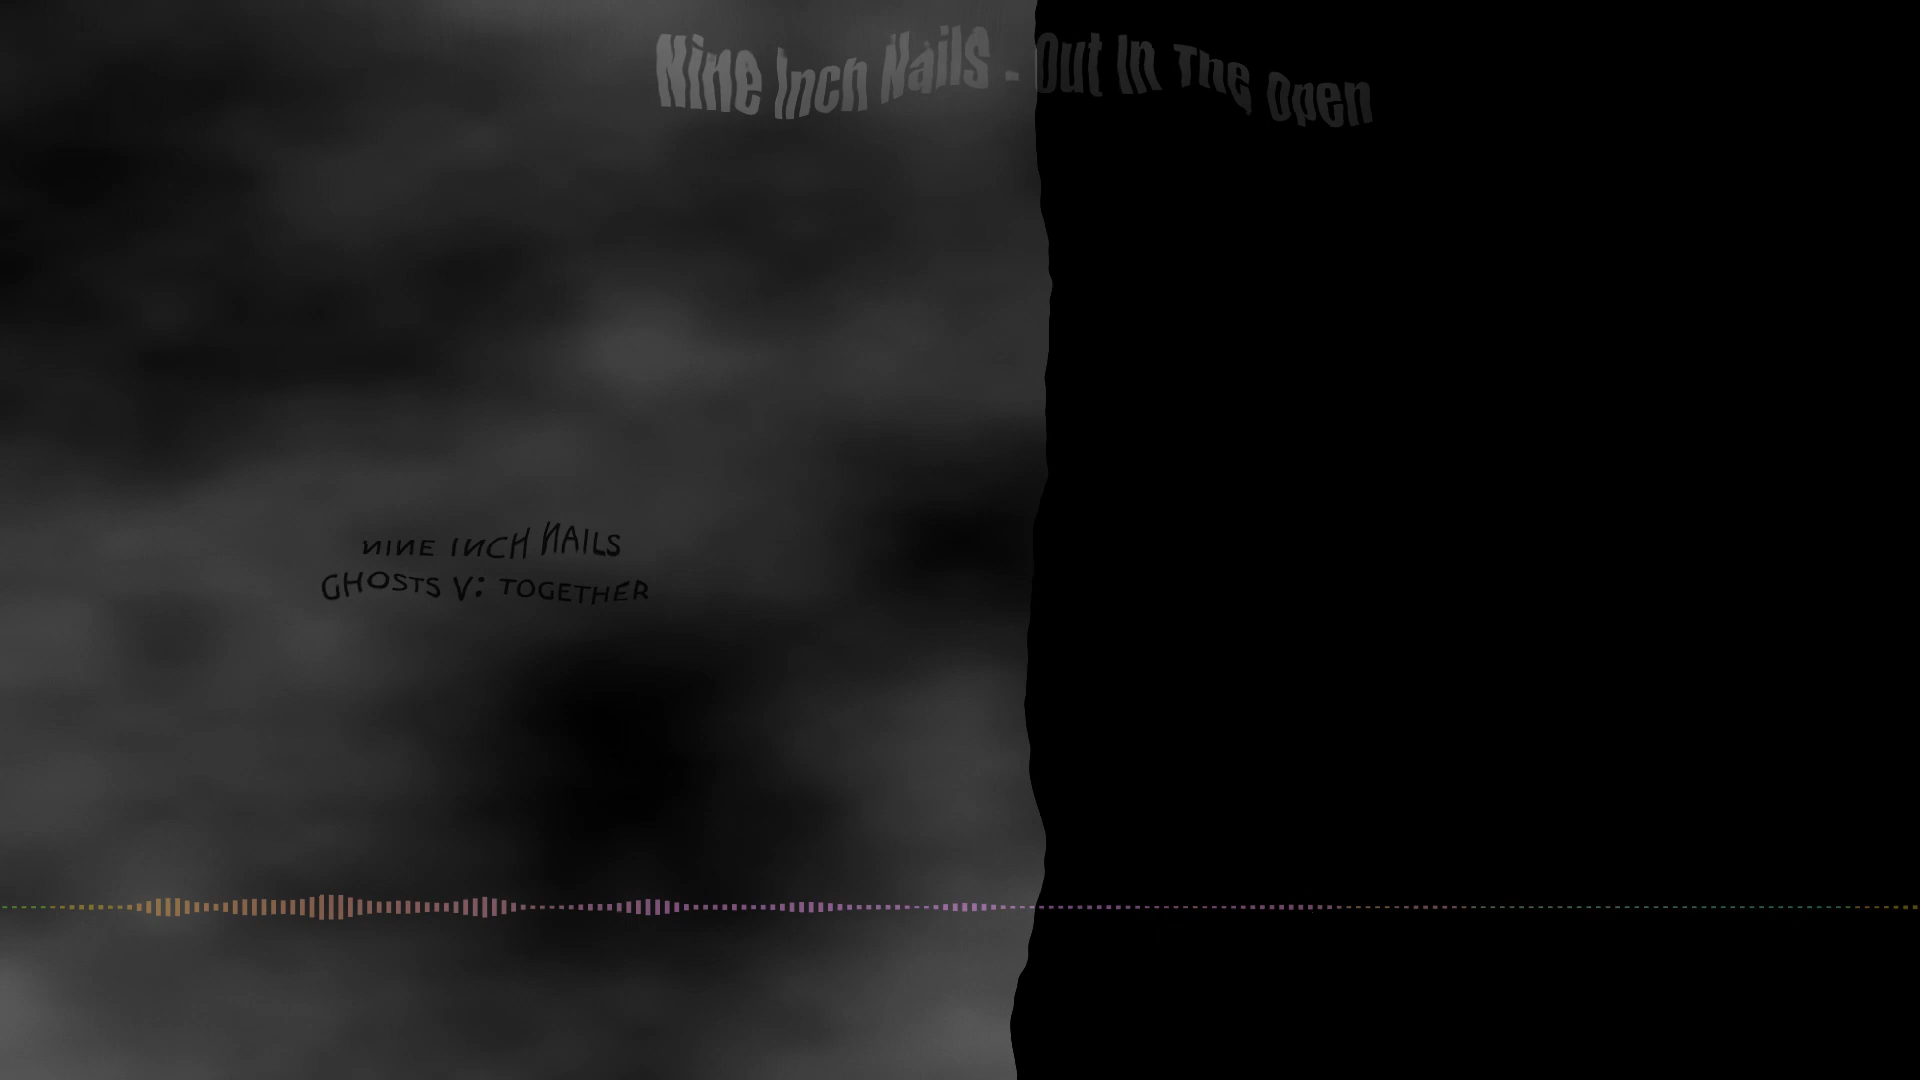 Nine Inch Nails - Out In The Open
NINE INCH NAILS
GHOSTS V: TOGETHER